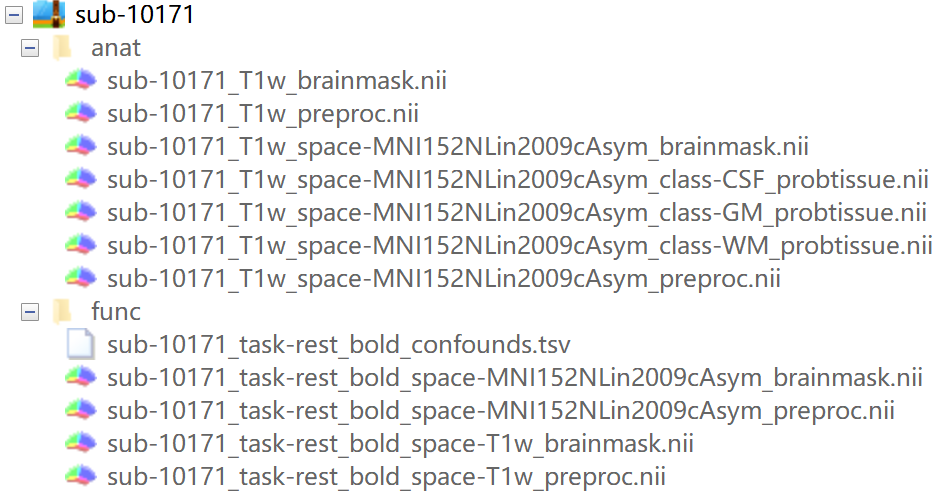 sub-10171
anat
sub-10171_T1w_brainmask.nii
sub-10171_T1w_preproc.nii
sub-10171_T1w_space-MNI152NLin2009cAsym_brainmask.nii
sub-10171_T1w_space-MNI152NLin2009cAsym_class-CSF_probtissue.nii
sub-10171_T1w_space-MNI152NLin2009cAsym_class-GM_probtissue.nii
sub-10171_T1w_space-MNI152NLin2009cAsym_class-WM_probtissue.nii
sub-10171_T1w_space-MNI152NLin2009cAsym_preproc.nii
func
sub-10171_task-rest_bold_confounds.tsv
sub-10171_task-rest_bold_space-MNI152NLin2009cAsym_brainmask.nii
sub-10171_task-rest_bold_space-MNI152NLin2009cAsym_preproc.nii
sub-10171_task-rest_bold_space-T1w_brainmask.nii
sub-10171_task-rest_bold_space-T1w_preproc.nii